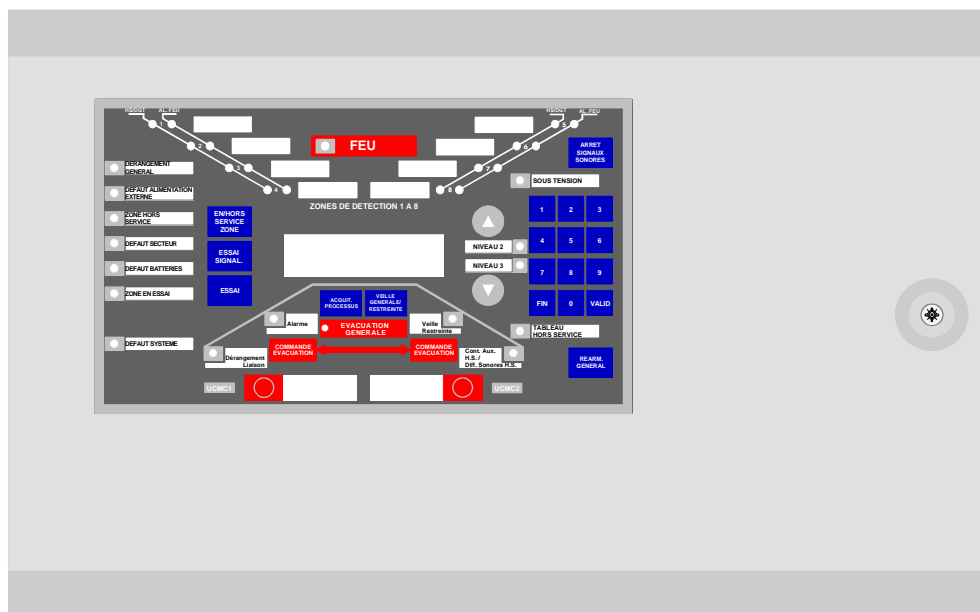 HS/DGT
AL. FEU
HS/DGT
AL. FEU
1
5
2
FEU
6
ARRET
SIGNAUX
SONORES
3
7
DERANGEMENT
GENERAL
4
8
SOUS TENSION
DEFAUT ALIMENTATION
EXTERNE
ZONES DE DETECTION 1 A 8
ZONE HORS
SERVICE
EN/HORS
SERVICE
ZONE
1 2 3
DEFAUT SECTEUR
ESSAI
SIGNAL.
NIVEAU 2
4 5 6
DEFAUT BATTERIES
NIVEAU 3
7 8 9
ZONE EN ESSAI
ESSAI
ACQUIT.
PROCESSUS
VEILLE
GENERALE/
RESTREINTE
FIN 0 VALID
Alarme
EVACUATION
GENERALE
Veille
Restreinte
TABLEAU
HORS SERVICE
DEFAUT SYSTEME
Dérangement
Liaison
COMMANDE
EVACUATION
COMMANDE
EVACUATION
Cont. Aux.
H.S. /
Diff. Sonores H.S.
REARM.
GENERAL
UCMC1
UCMC2